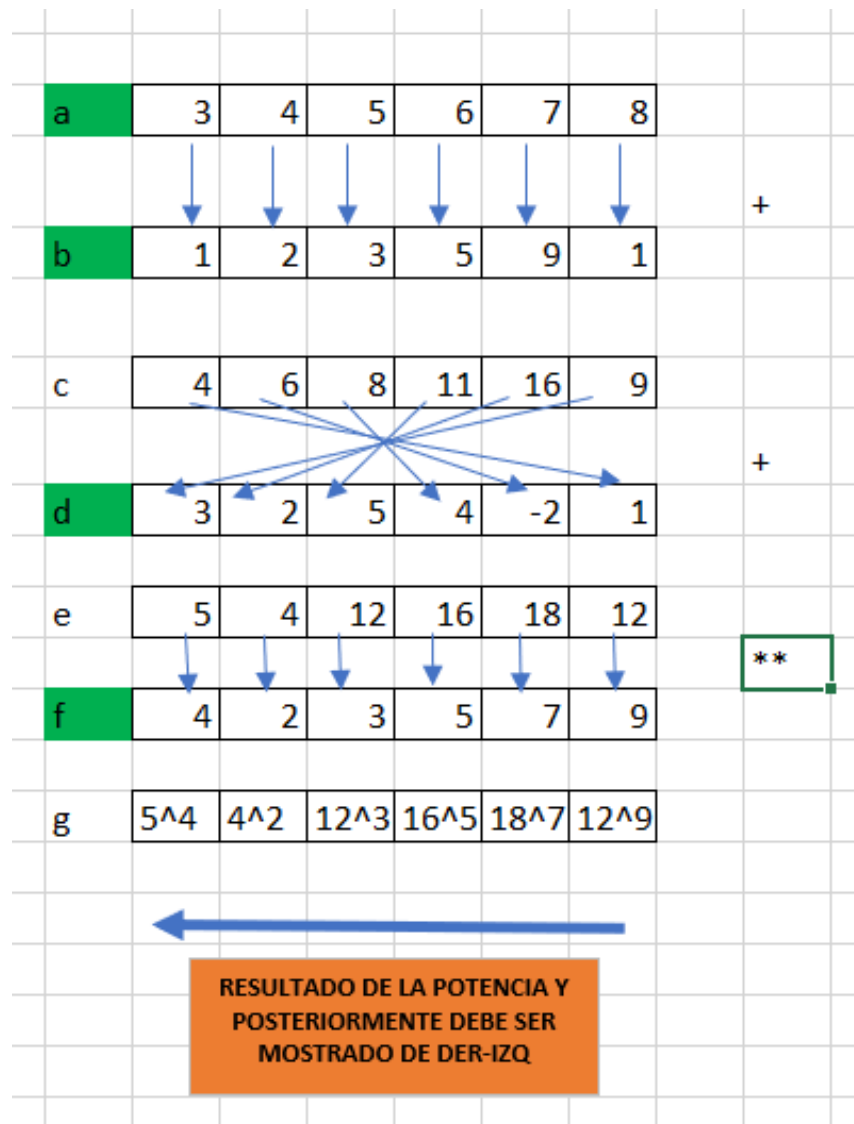 a 3 4 5 6 7 8
+
b 1 2 3 5 9 1
c 4 6 8 11 16 9
+
d 3 2 5 4 -2 1
e 5 4 12 16 18 12
**
f 4 2 3 5 7 9
g 5^4 4^2 12^3 16^5 18^7 12^9
RESULTADO DE LA POTENCIA Y
POSTERIORMENTE DEBE SER
MOSTRADO DE DER-IZQ